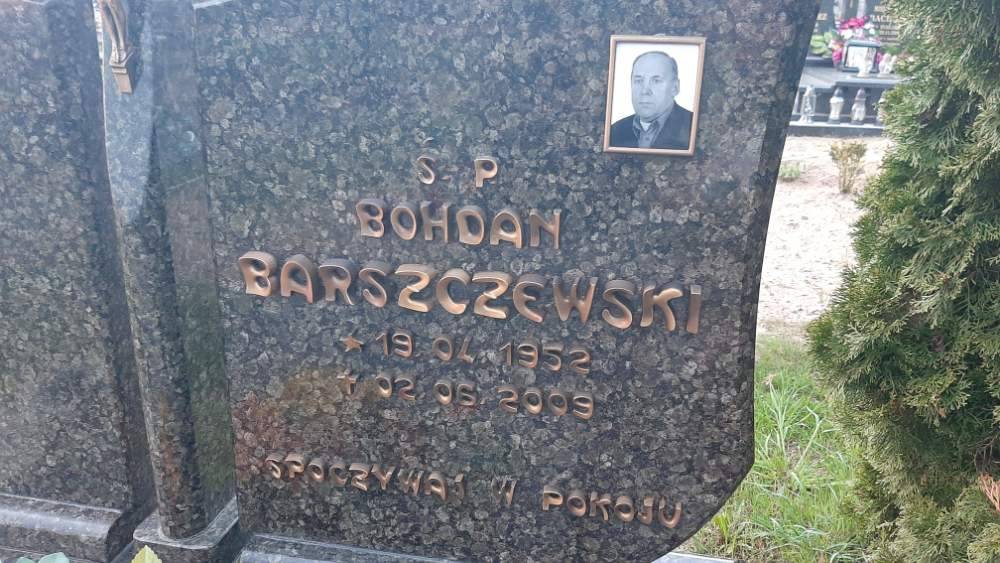 Ś. P
BOHDAN
BARSZCZEWSKI
★ 19 04 1952
✝ 02 06 2009
SPOCZYWAJ W POKOJU